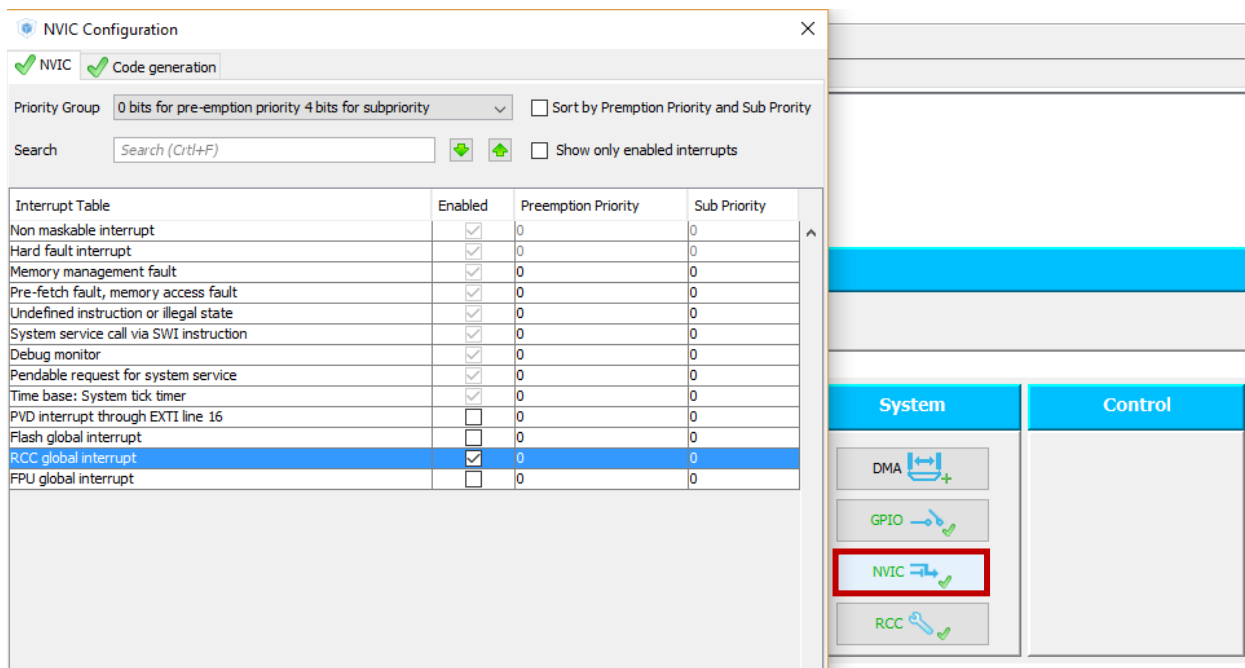 NVIC Configuration
NVIC Code generation
Priority Group 0 bits for pre-emption priority 4 bits for subpriority Sort by Premption Priority and Sub Prority
Search Search (Crtl+F) Show only enabled interrupts
Interrupt Table Enabled Preemption Priority Sub Priority
Non maskable interrupt 0 0
Hard fault interrupt 0 0
Memory management fault 0 0
Pre-fetch fault, memory access fault 0 0
Undefined instruction or illegal state 0 0
System service call via SWI instruction 0 0
Debug monitor 0 0
Pendable request for system service 0 0
Time base: System tick timer 0 0
PVD interrupt through EXTI line 16 0 0
Flash global interrupt 0 0
RCC global interrupt 0 0
FPU global interrupt 0 0
System Control
DMA
GPIO
NVIC
RCC